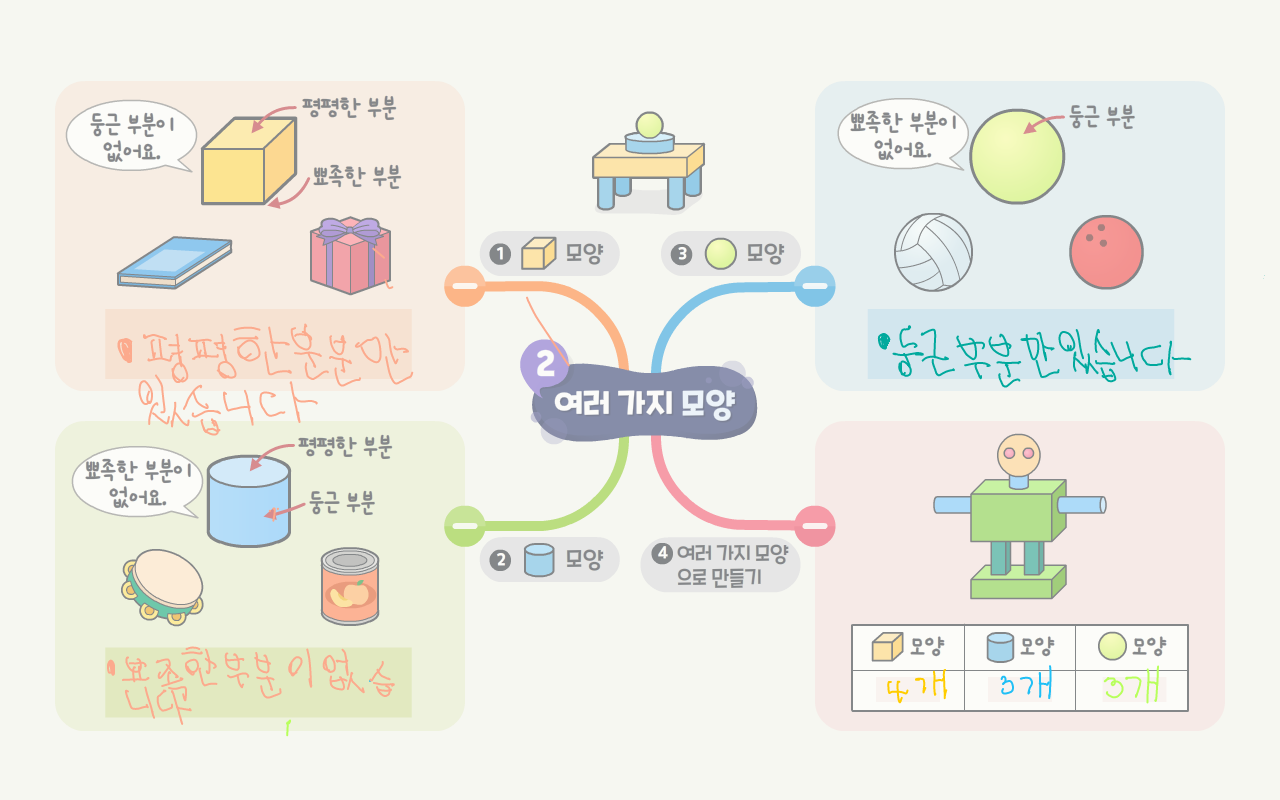 둥근 부분이
없어요.
평평한 부분
뾰족한 부분
• 평평한분분만
있습니다
1 모양
3 모양
뾰족한 부분이
없어요.
둥근 부분
• 둥근 부분만있습니다
2
여러 가지 모양
뾰족한 부분이
없어요.
평평한 부분
둥근 부분
• 뾰족한부분이없습
니다
2 모양
4 여러 가지 모양
으로 만들기
모양 모양 모양
4개 3개 3개